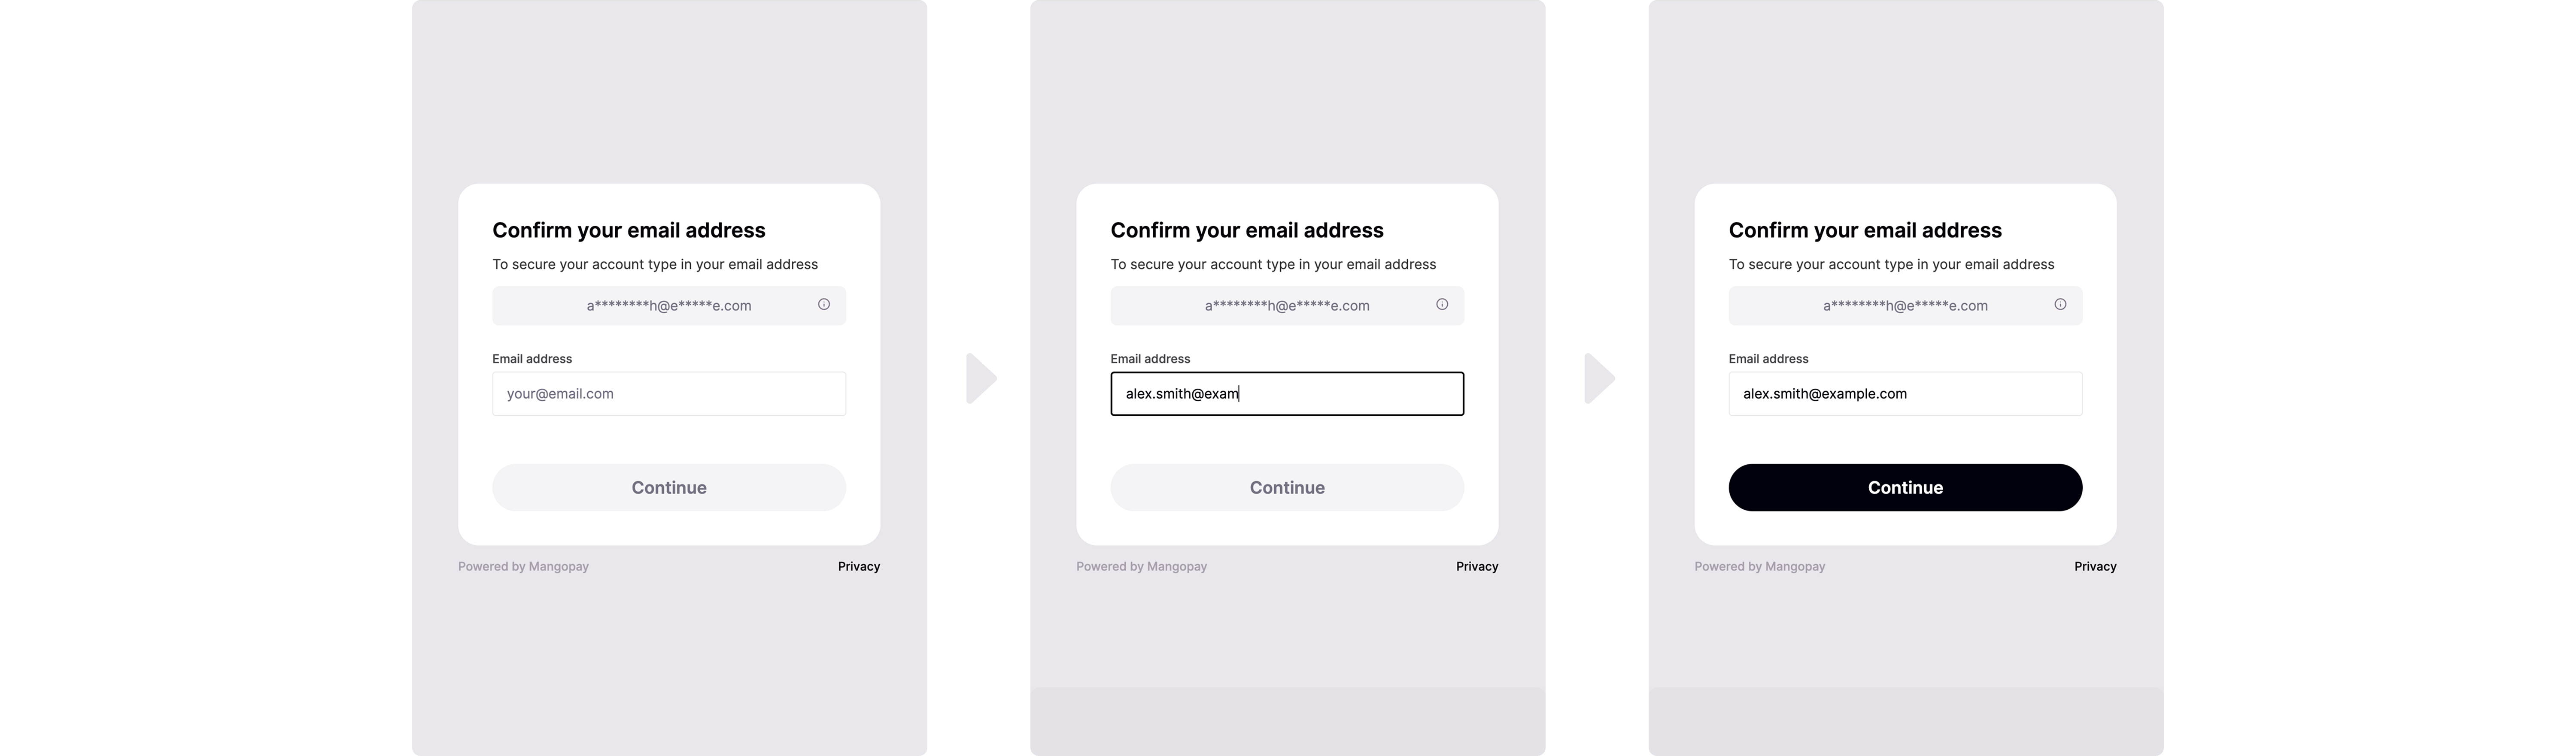 Confirm your email address
To secure your account type in your email address
a********h@e*****e.com
Email address
your@email.com
Continue
Powered by Mangopay
Privacy
Confirm your email address
To secure your account type in your email address
a********h@e*****e.com
Email address
alex.smith@exam
Continue
Powered by Mangopay
Privacy
Confirm your email address
To secure your account type in your email address
a********h@e*****e.com
Email address
alex.smith@example.com
Continue
Powered by Mangopay
Privacy